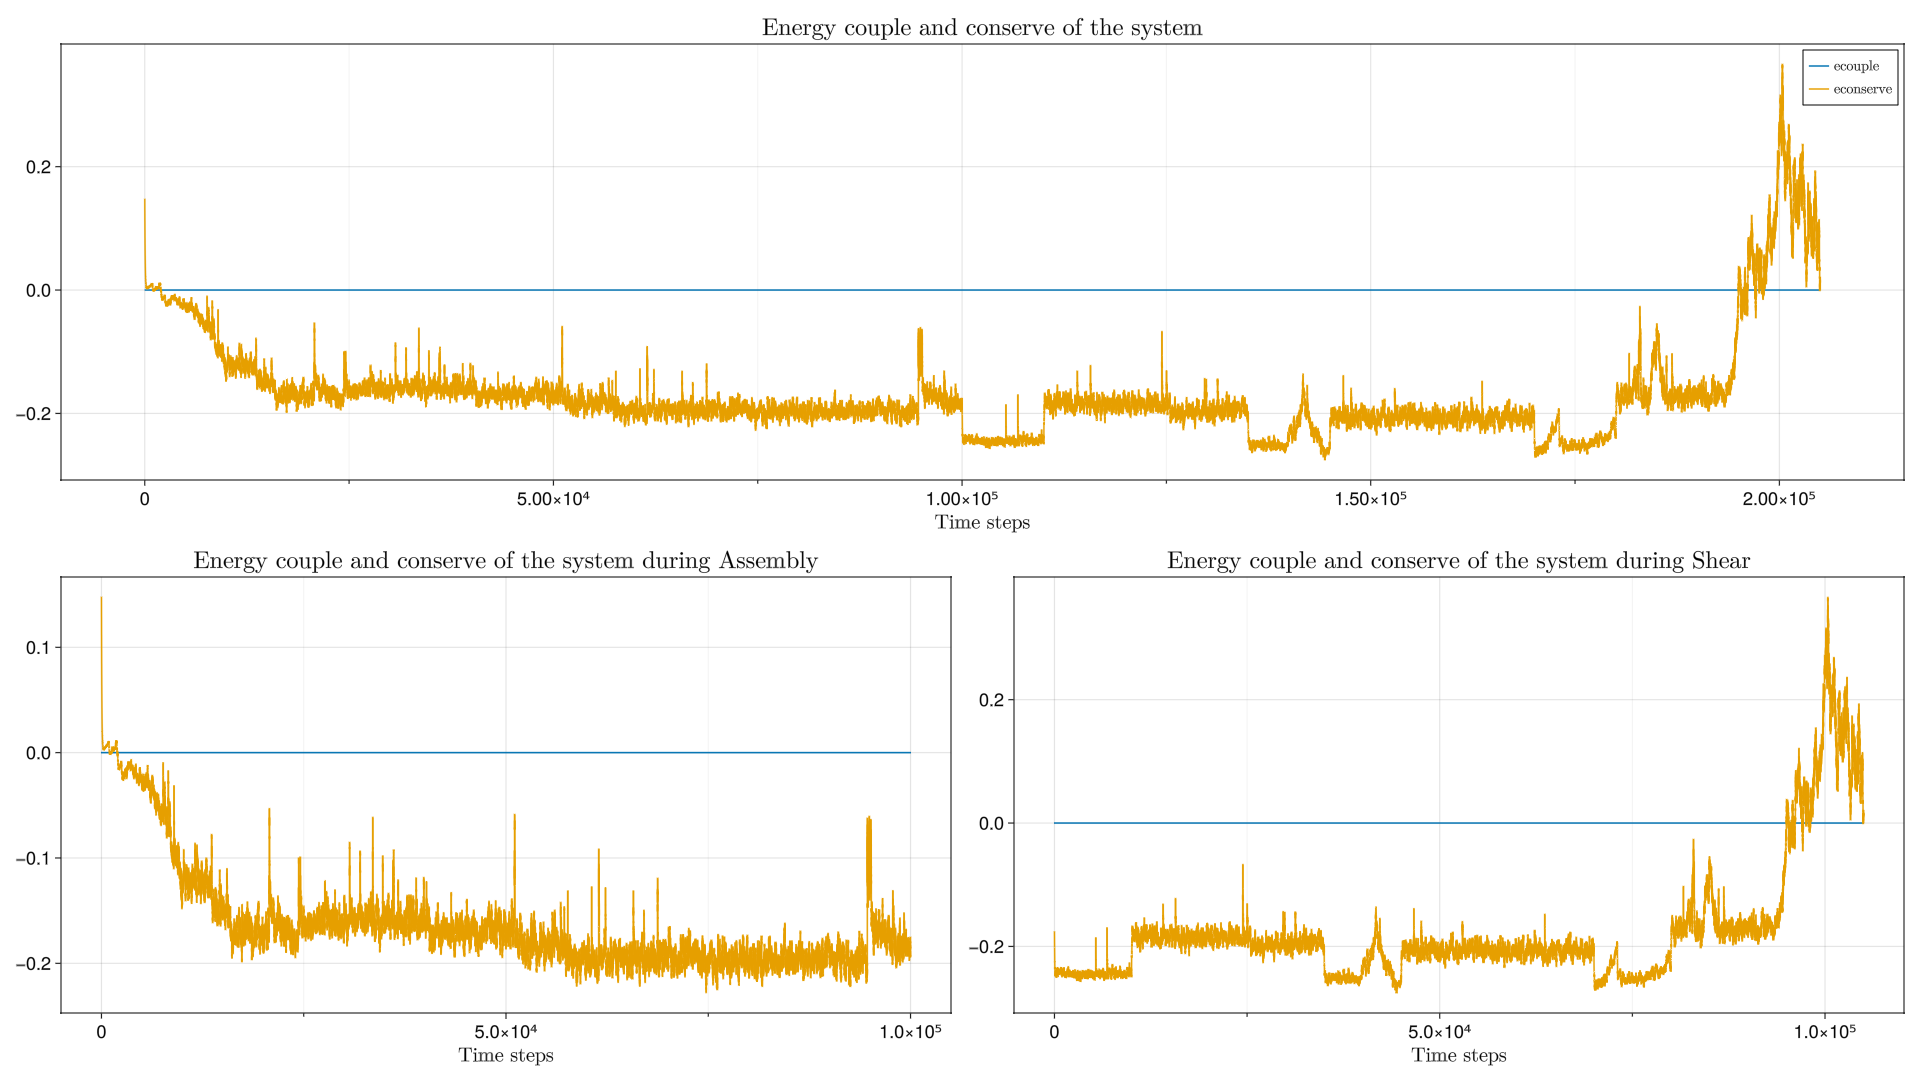 Energy couple and conserve of the system
ecouple
econserve
0.2
0.0
−0.2
0
5.00×10⁴
1.00×10⁵
1.50×10⁵
2.00×10⁵
Time steps
Energy couple and conserve of the system during Assembly
0.1
0.0
−0.1
−0.2
0
5.0×10⁴
1.0×10⁵
Time steps
Energy couple and conserve of the system during Shear
0.2
0.0
−0.2
0
5.0×10⁴
1.0×10⁵
Time steps